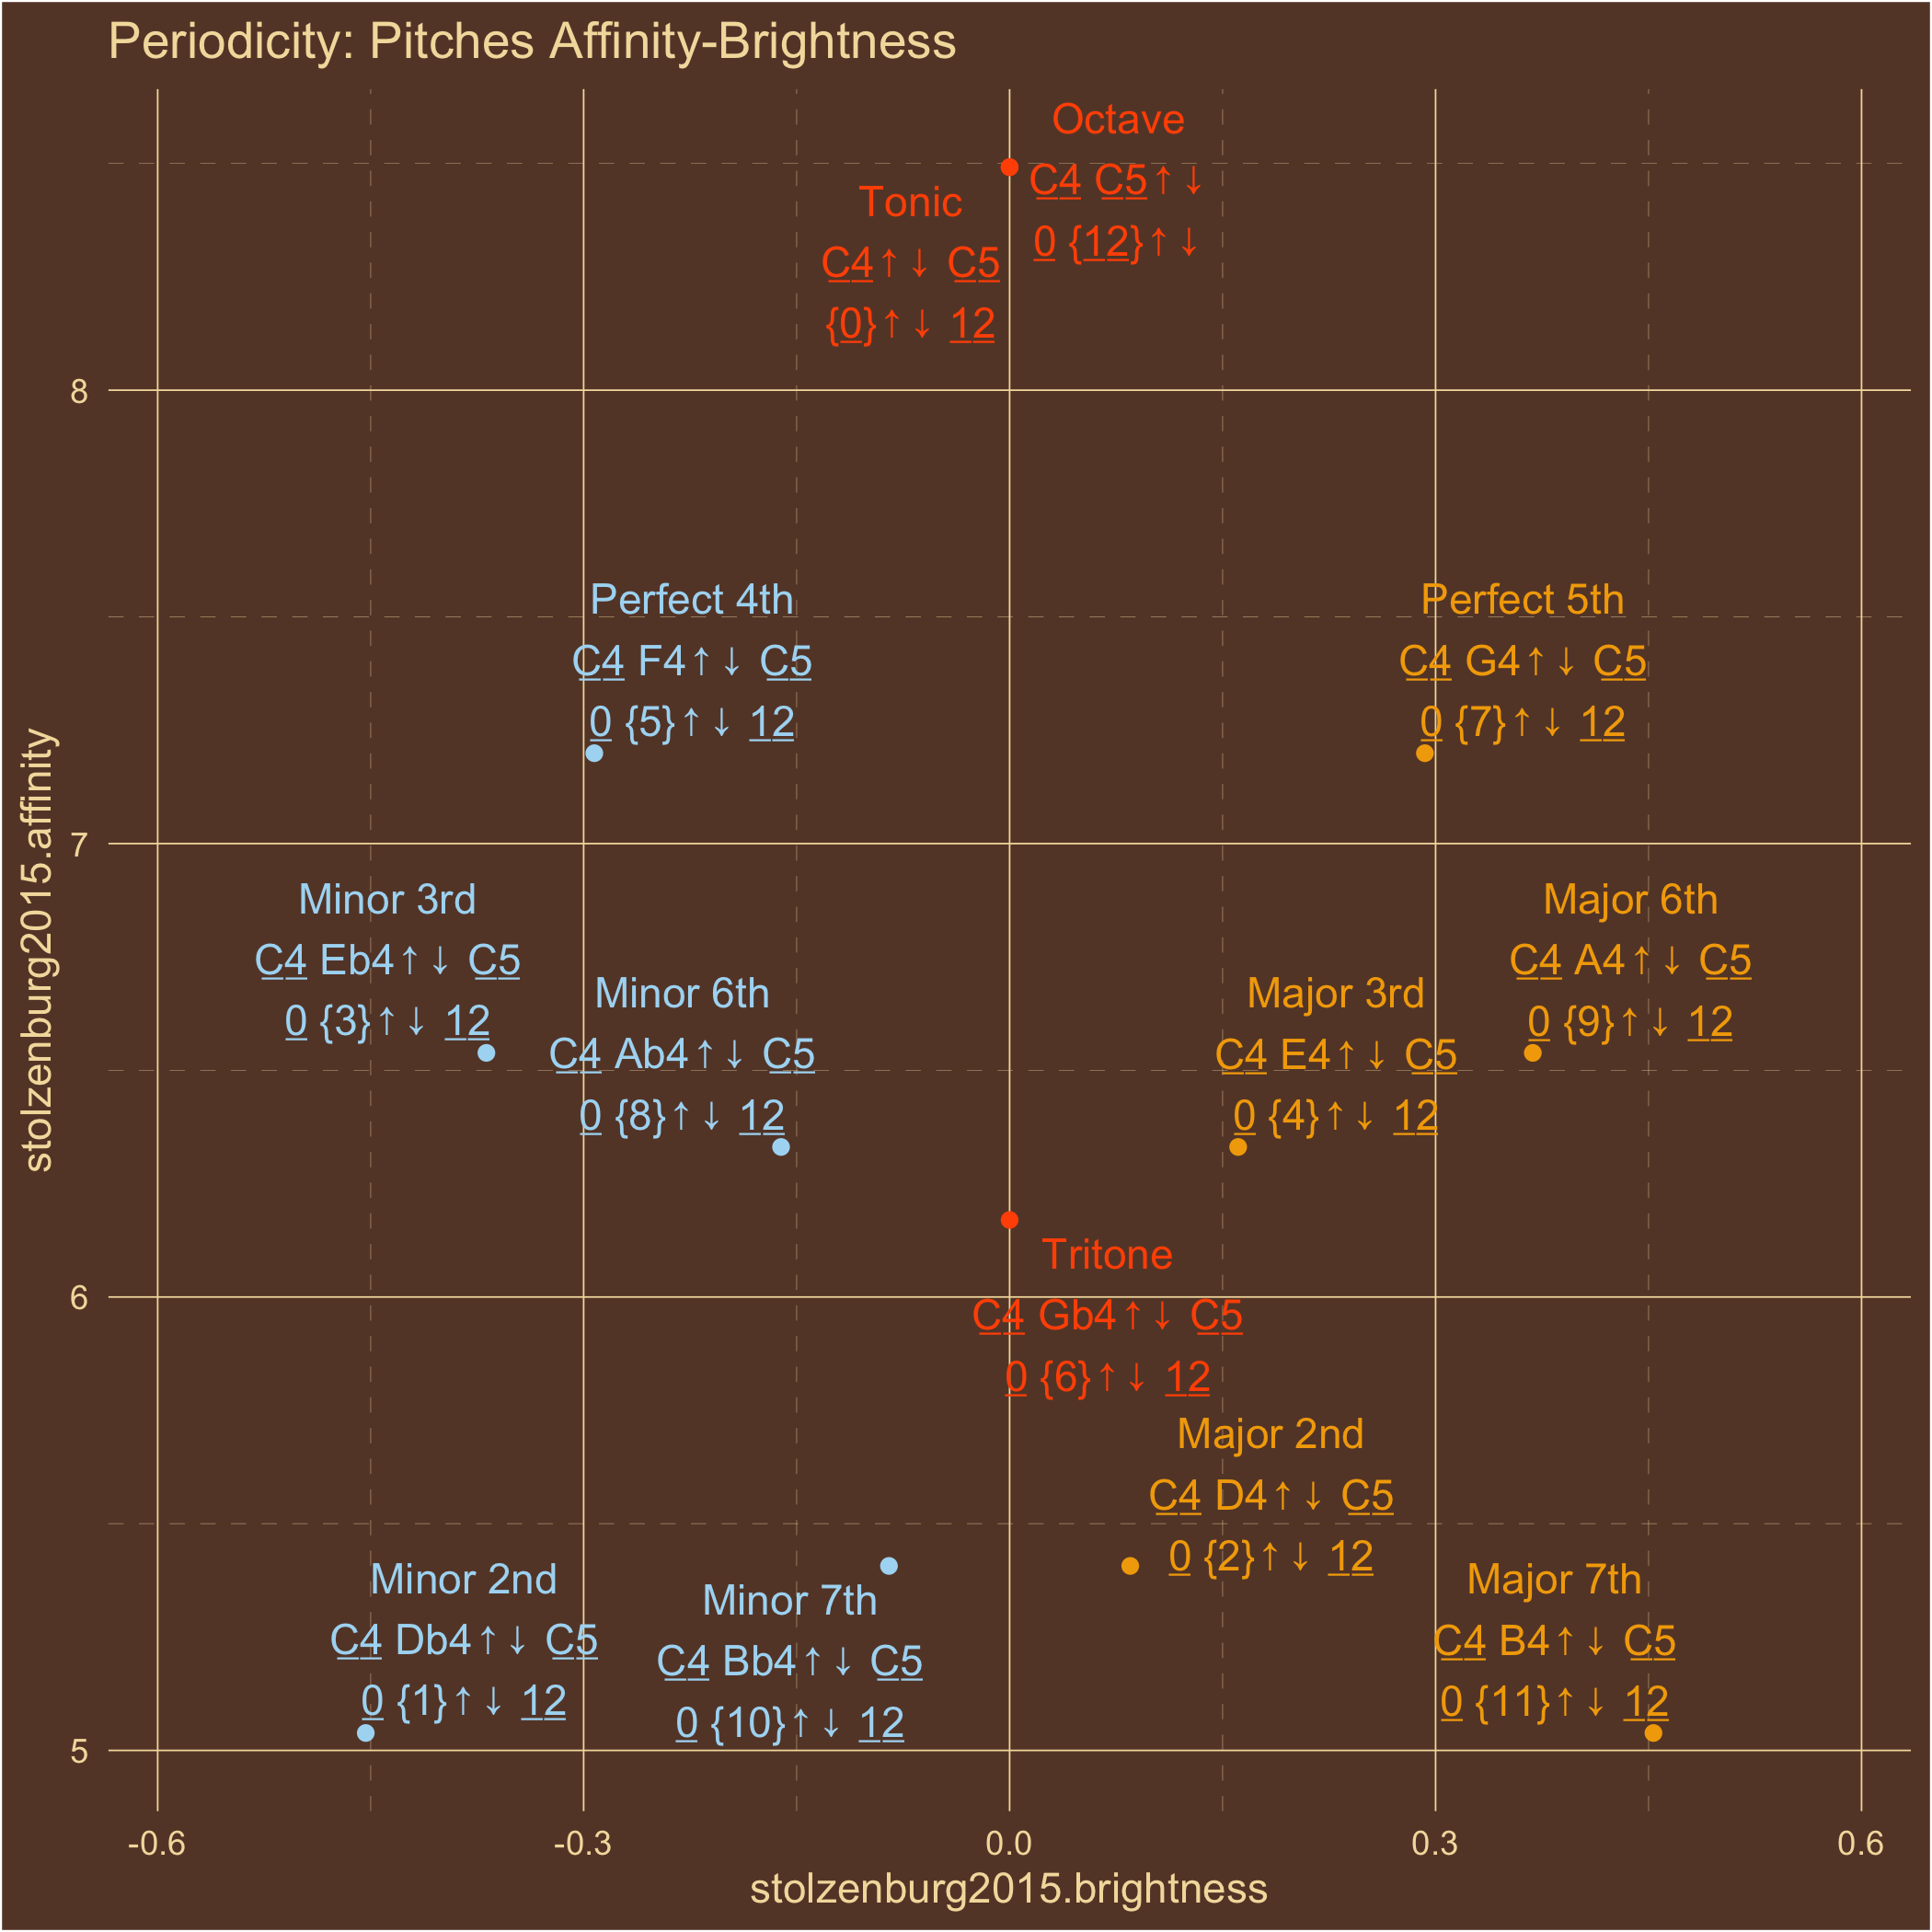 Periodicity: Pitches Affinity-Brightness
Octave
C4 C5↑↓
0 {12}↑↓
Tonic
C4↑↓ C5
{0}↑↓ 12
8
Perfect 4th
C4 F4↑↓ C5
0 {5}↑↓ 12
Perfect 5th
C4 G4↑↓ C5
0 {7}↑↓ 12
7
stolzenburg2015.affinity
Minor 3rd
C4 Eb4↑↓ C5
0 {3}↑↓ 12
Major 6th
C4 A4↑↓ C5
0 {9}↑↓ 12
Minor 6th
C4 Ab4↑↓ C5
0 {8}↑↓ 12
Major 3rd
C4 E4↑↓ C5
0 {4}↑↓ 12
Tritone
C4 Gb4↑↓ C5
0 {6}↑↓ 12
6
Major 2nd
C4 D4↑↓ C5
0 {2}↑↓ 12
Minor 2nd
C4 Db4↑↓ C5
0 {1}↑↓ 12
Minor 7th
C4 Bb4↑↓ C5
0 {10}↑↓ 12
Major 7th
C4 B4↑↓ C5
0 {11}↑↓ 12
5
-0.6
-0.3
0.0
0.3
0.6
stolzenburg2015.brightness